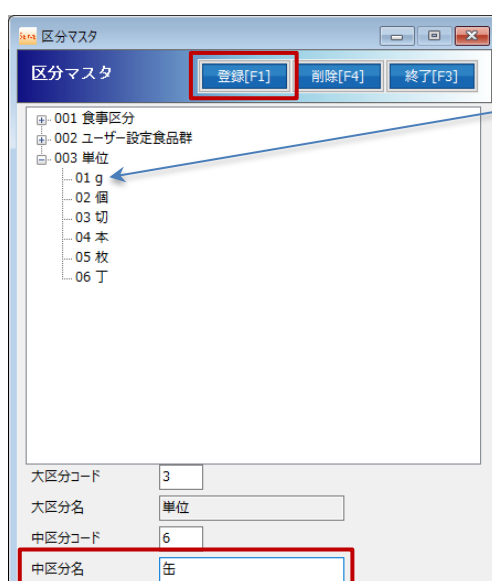 区分マスタ
区分マスタ 登録[F1] 削除[F4] 終了[F3]
001 食事区分
002 ユーザー設定食品群
003 単位
01 g
02 個
03 切
04 本
05 枚
06 丁
大区分コード 3
大区分名 単位
中区分コード 6
中区分名 缶